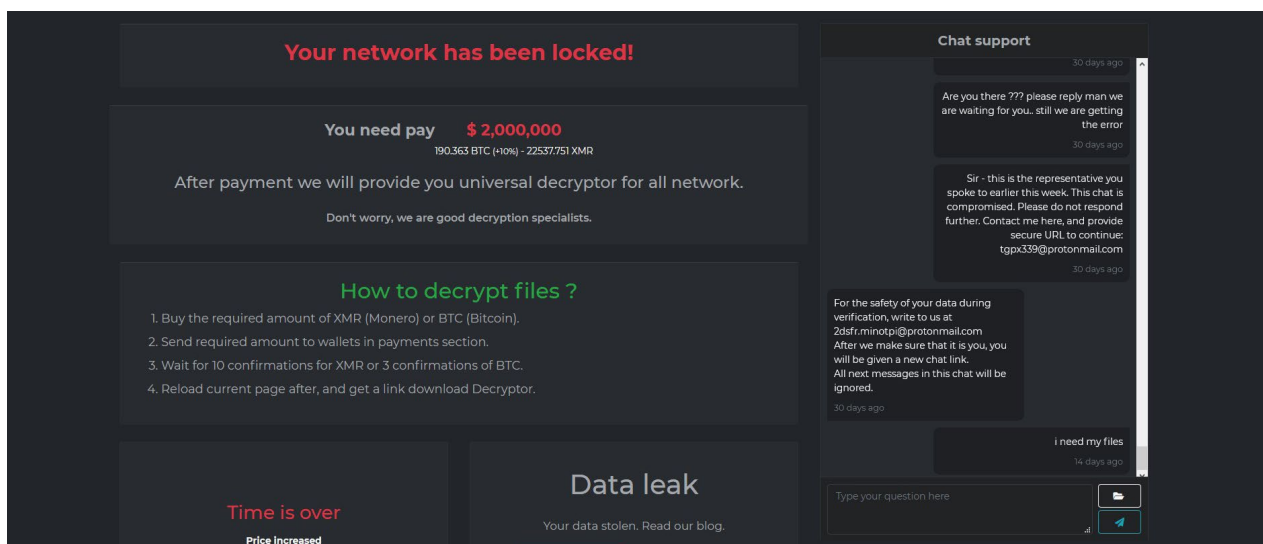 Your network has been locked!
You need pay $ 2,000,000
190.363 BTC (+10%) - 22537.751 XMR
After payment we will provide you universal decryptor for all network.
Don't worry, we are good decryption specialists.
How to decrypt files ?
1. Buy the required amount of XMR (Monero) or BTC (Bitcoin).
2. Send required amount to wallets in payments section.
3. Wait for 10 confirmations for XMR or 3 confirmations of BTC.
4. Reload current page after, and get a link download Decryptor.
Time is over
Price increased
Data leak
Your data stolen. Read our blog.
Chat support
30 days ago
Are you there ??? please reply man we
are waiting for you.. still we are getting
the error
30 days ago
Sir - this is the representative you
spoke to earlier this week. This chat is
compromised. Please do not respond
further. Contact me here, and provide
secure URL to continue:
tgpx339@protonmail.com
30 days ago
For the safety of your data during
verification, write to us at
2dsfr.minotpi@protonmail.com
After we make sure that it is you, you
will be given a new chat link.
All next messages in this chat will be
ignored.
30 days ago
i need my files
14 days ago
Type your question here